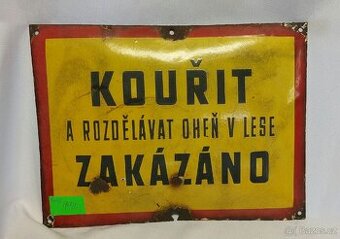 KOUŘIT
A ROZDĚLÁVAT OHEŇ V LESE
ZAKÁZÁNO